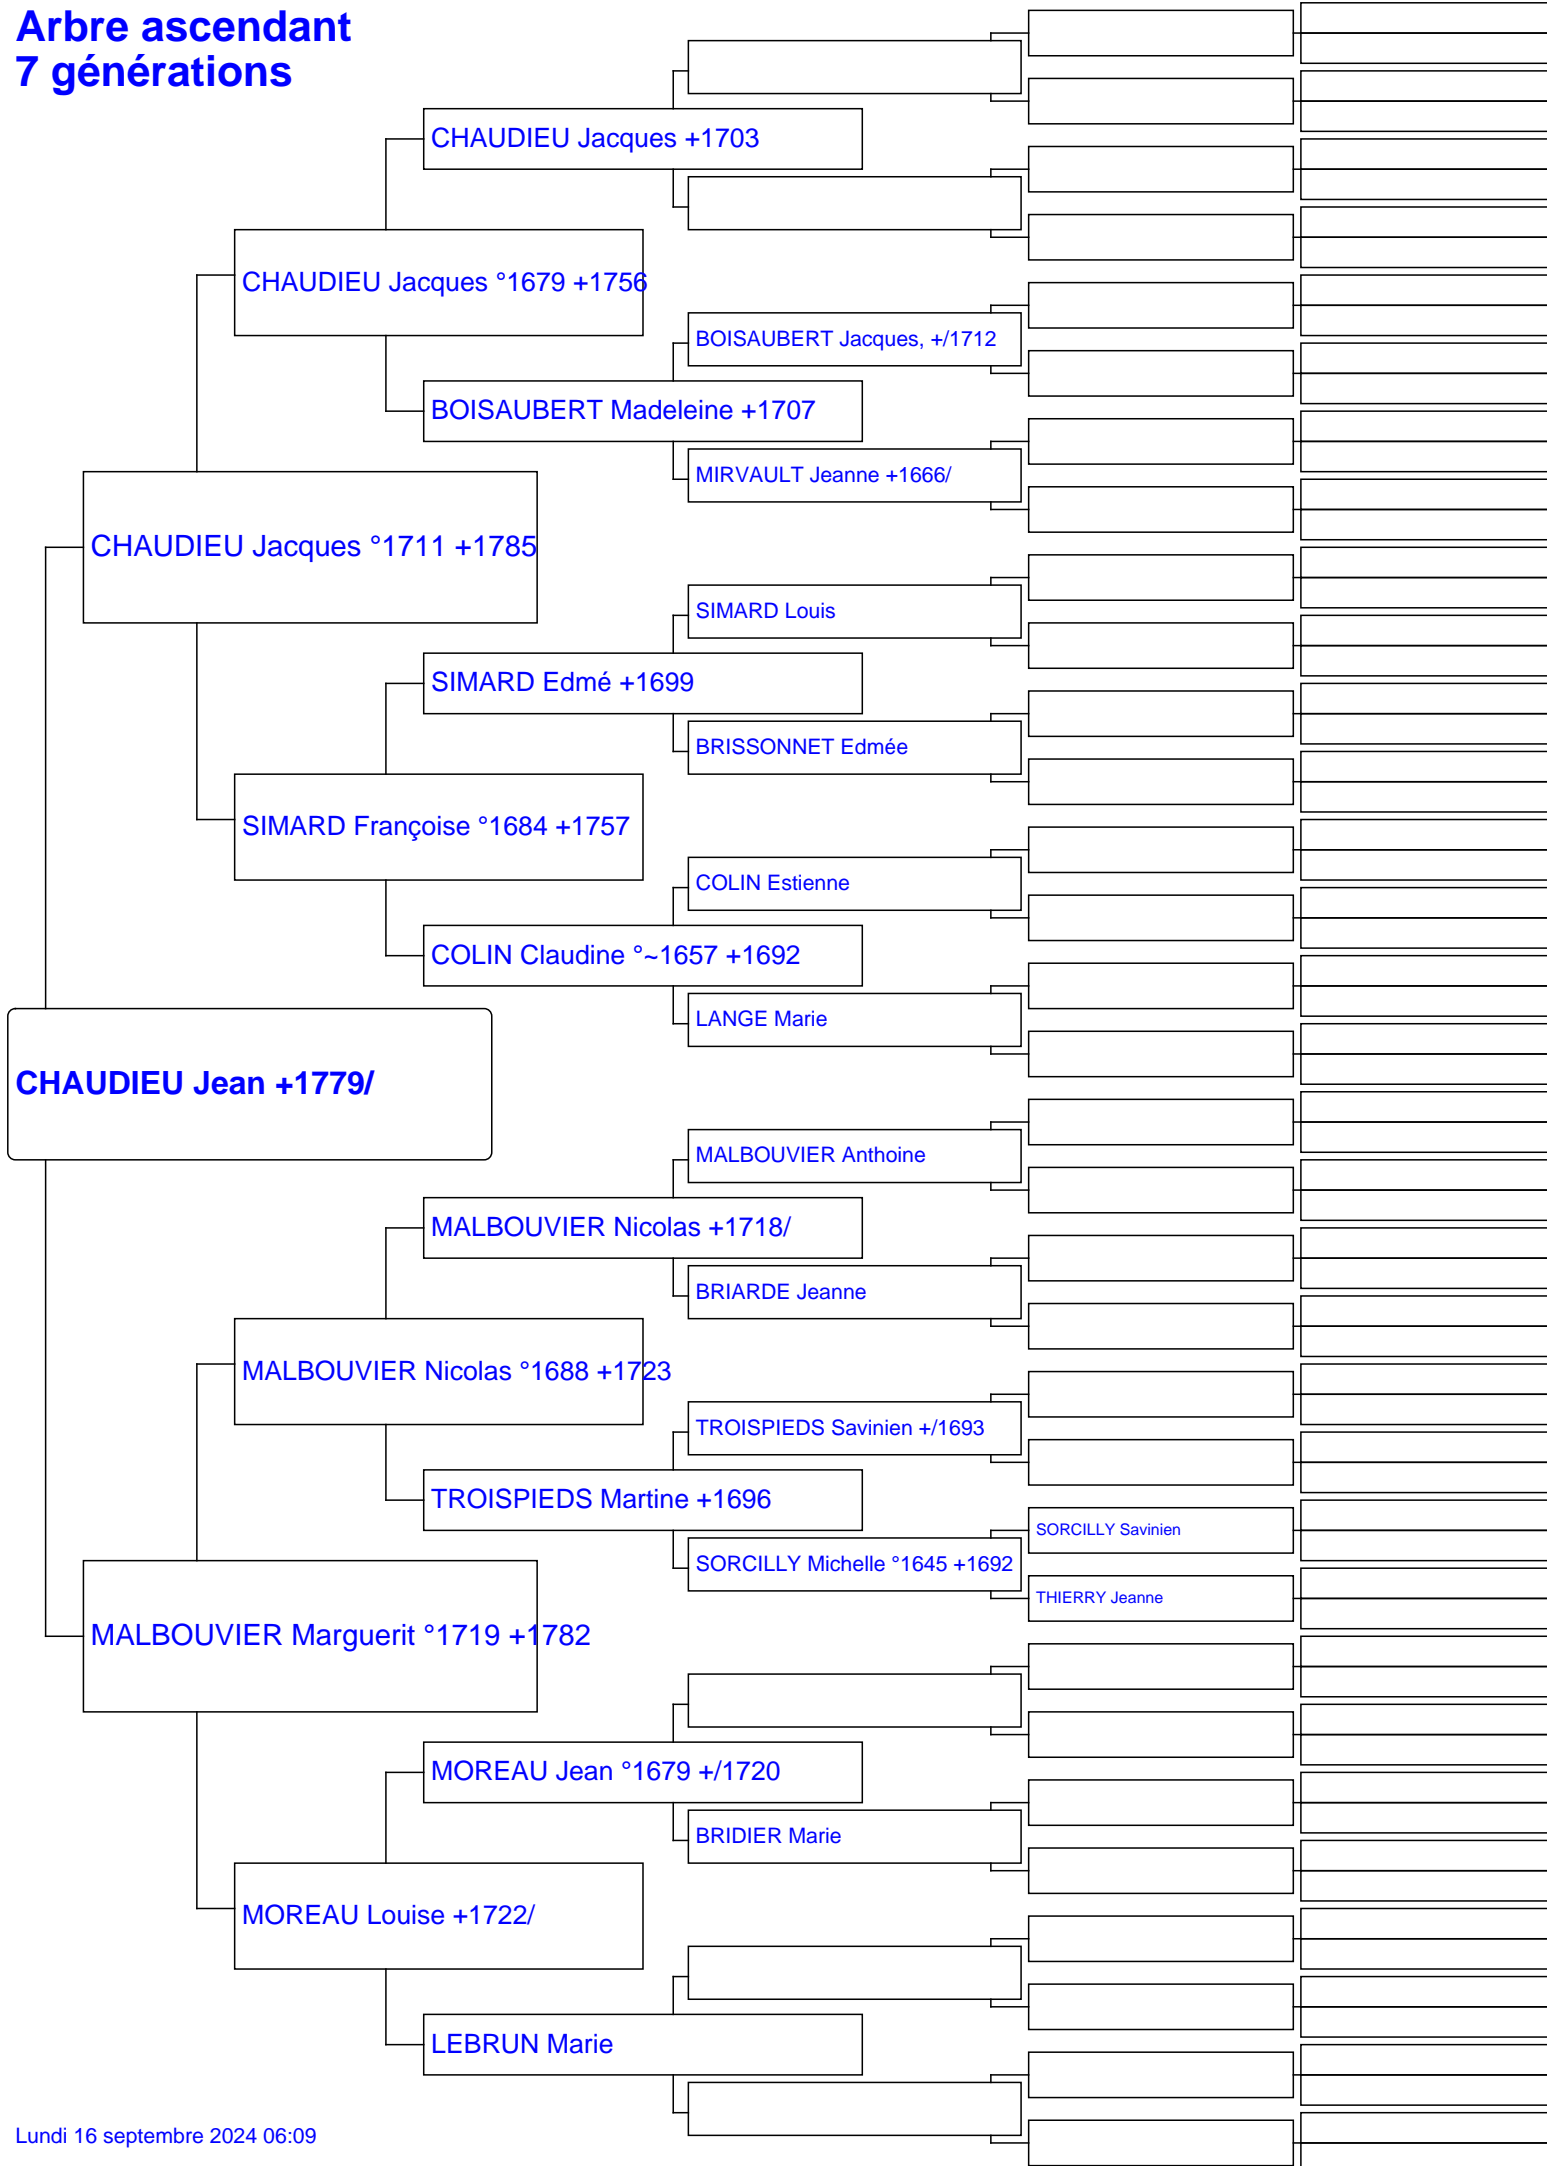 Arbre ascendant
7 générations
CHAUDIEU Jacques +1703
CHAUDIEU Jacques °1679 +1756
BOISAUBERT Jacques, +/1712
BOISAUBERT Madeleine +1707
MIRVAULT Jeanne +1666/
CHAUDIEU Jacques °1711 +1785
SIMARD Louis
SIMARD Edmé +1699
BRISSONNET Edmée
SIMARD Françoise °1684 +1757
COLIN Estienne
COLIN Claudine °~1657 +1692
LANGE Marie
CHAUDIEU Jean +1779/
MALBOUVIER Anthoine
MALBOUVIER Nicolas +1718/
BRIARDE Jeanne
MALBOUVIER Nicolas °1688 +1723
TROISPIEDS Savinien +/1693
TROISPIEDS Martine +1696
SORCILLY Savinien
SORCILLY Michelle °1645 +1692
THIERRY Jeanne
MALBOUVIER Marguerit °1719 +1782
MOREAU Jean °1679 +/1720
BRIDIER Marie
MOREAU Louise +1722/
LEBRUN Marie
Lundi 16 septembre 2024 06:09